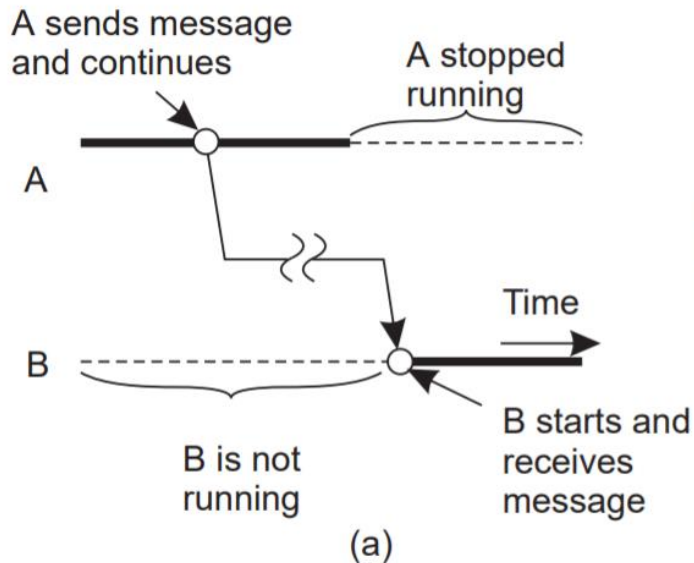 A sends message
and continues
A stopped
running
A
Time
B
B starts and
receives
message
B is not
running
(a)